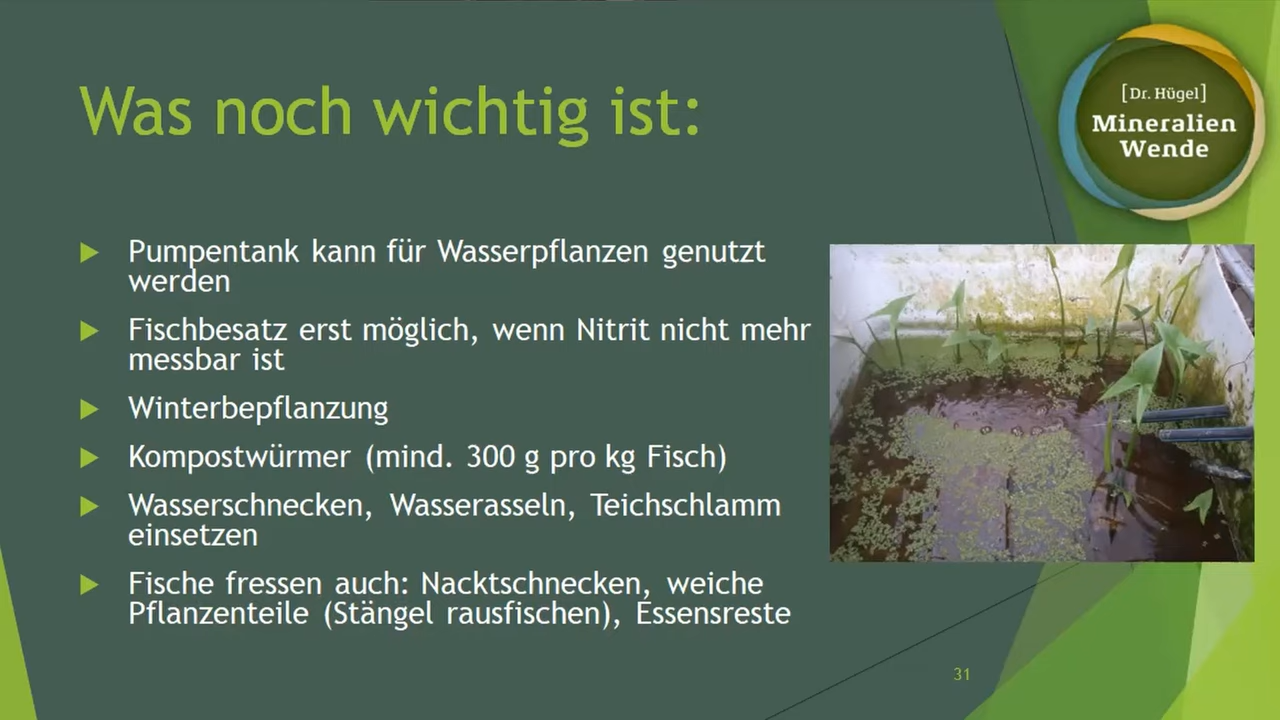 Was noch wichtig ist:
[Dr. Hügel]
Mineralien
Wende
Pumpentank kann für Wasserpflanzen genutzt
werden
Fischbesatz erst möglich, wenn Nitrit nicht mehr
messbar ist
Winterbepflanzung
Kompostwürmer (mind. 300 g pro kg Fisch)
Wasserschnecken, Wasserasseln, Teichschlamm
einsetzen
Fische fressen auch: Nacktschnecken, weiche
Pflanzenteile (Stängel rausfischen), Essensreste
31